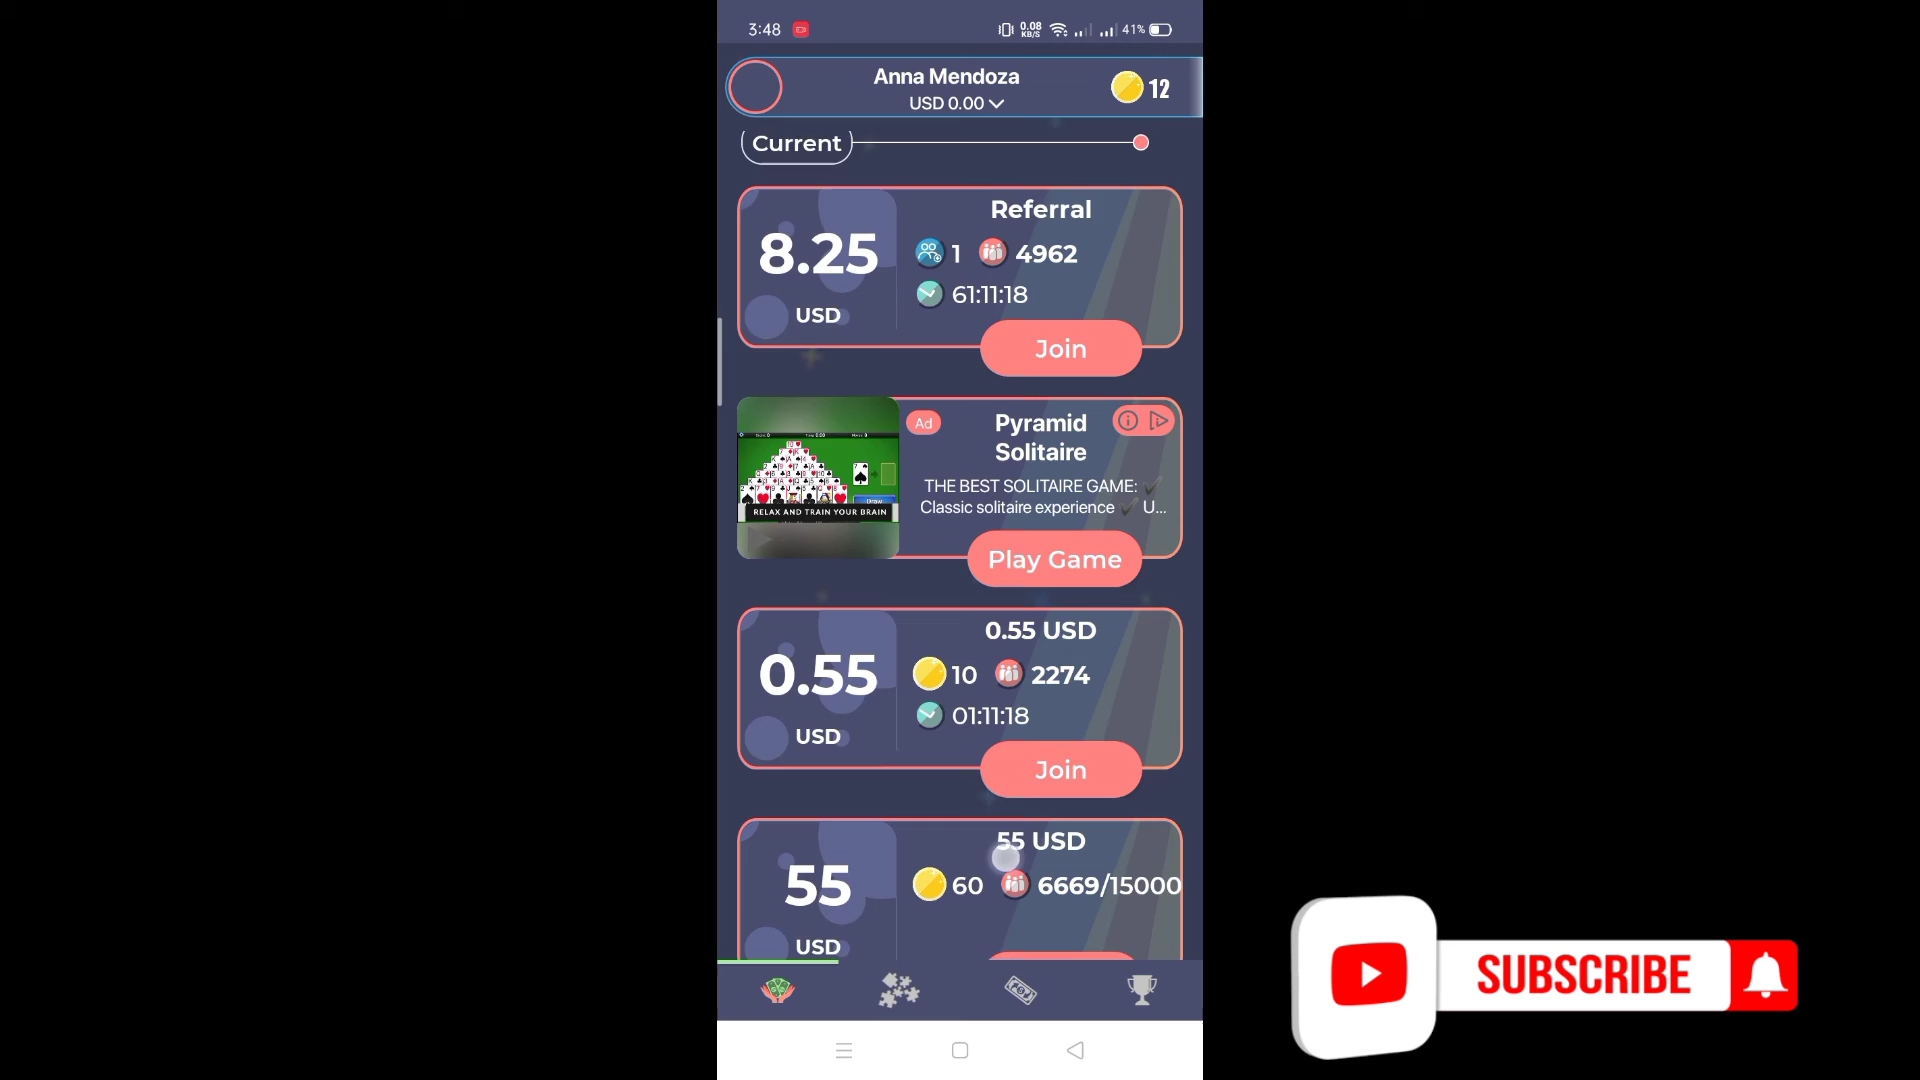 3:48
0.08
KB/S
41%
Anna Mendoza
USD 0.00
12
Current
8.25
USD
Referral
1 4962
61:11:18
Join
Ad
Pyramid
Solitaire
THE BEST SOLITAIRE GAME: ✔
Classic solitaire experience ✔ U...
RELAX AND TRAIN YOUR BRAIN
Play Game
0.55
USD
0.55 USD
10 2274
01:11:18
Join
55
USD
55 USD
60 6669/15000
SUBSCRIBE